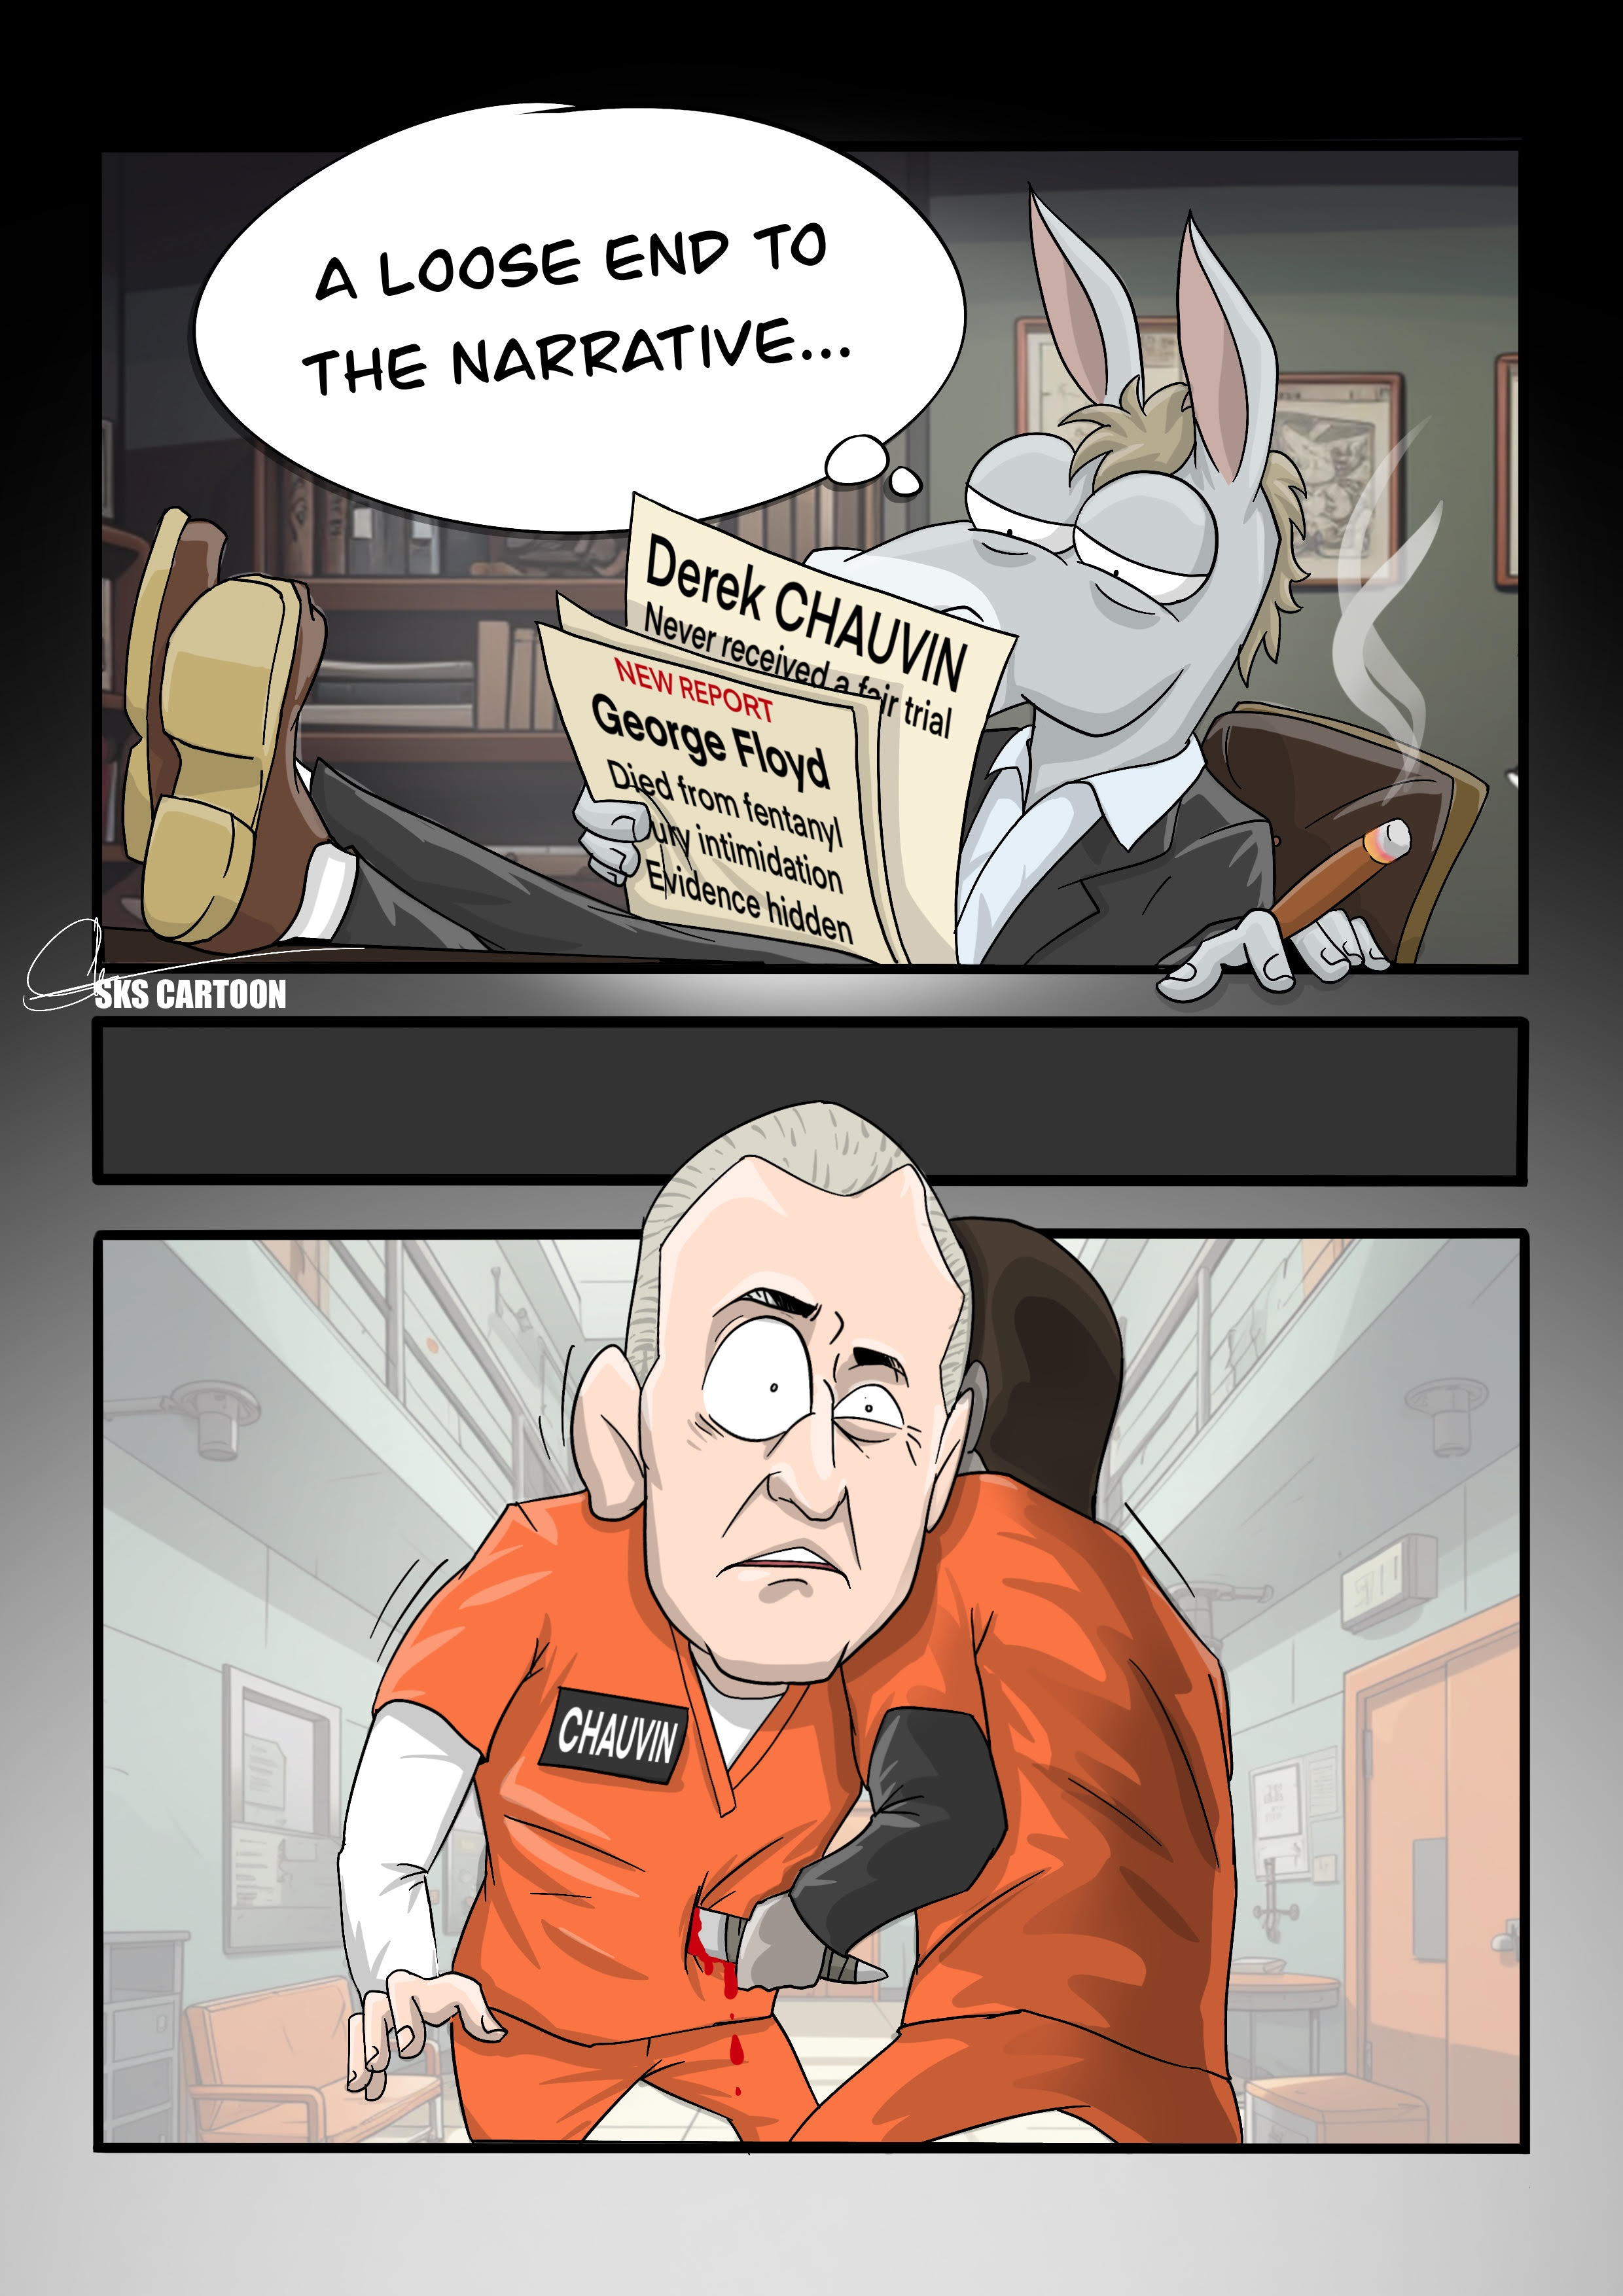 A LOOSE END TO
THE NARRATIVE...
Derek CHAUVIN
Never received a fair trial
NEW REPORT
George Floyd
Died from fentanyl
ury intimidation
Evidence hidden
SKS CARTOON
CHAUVIN